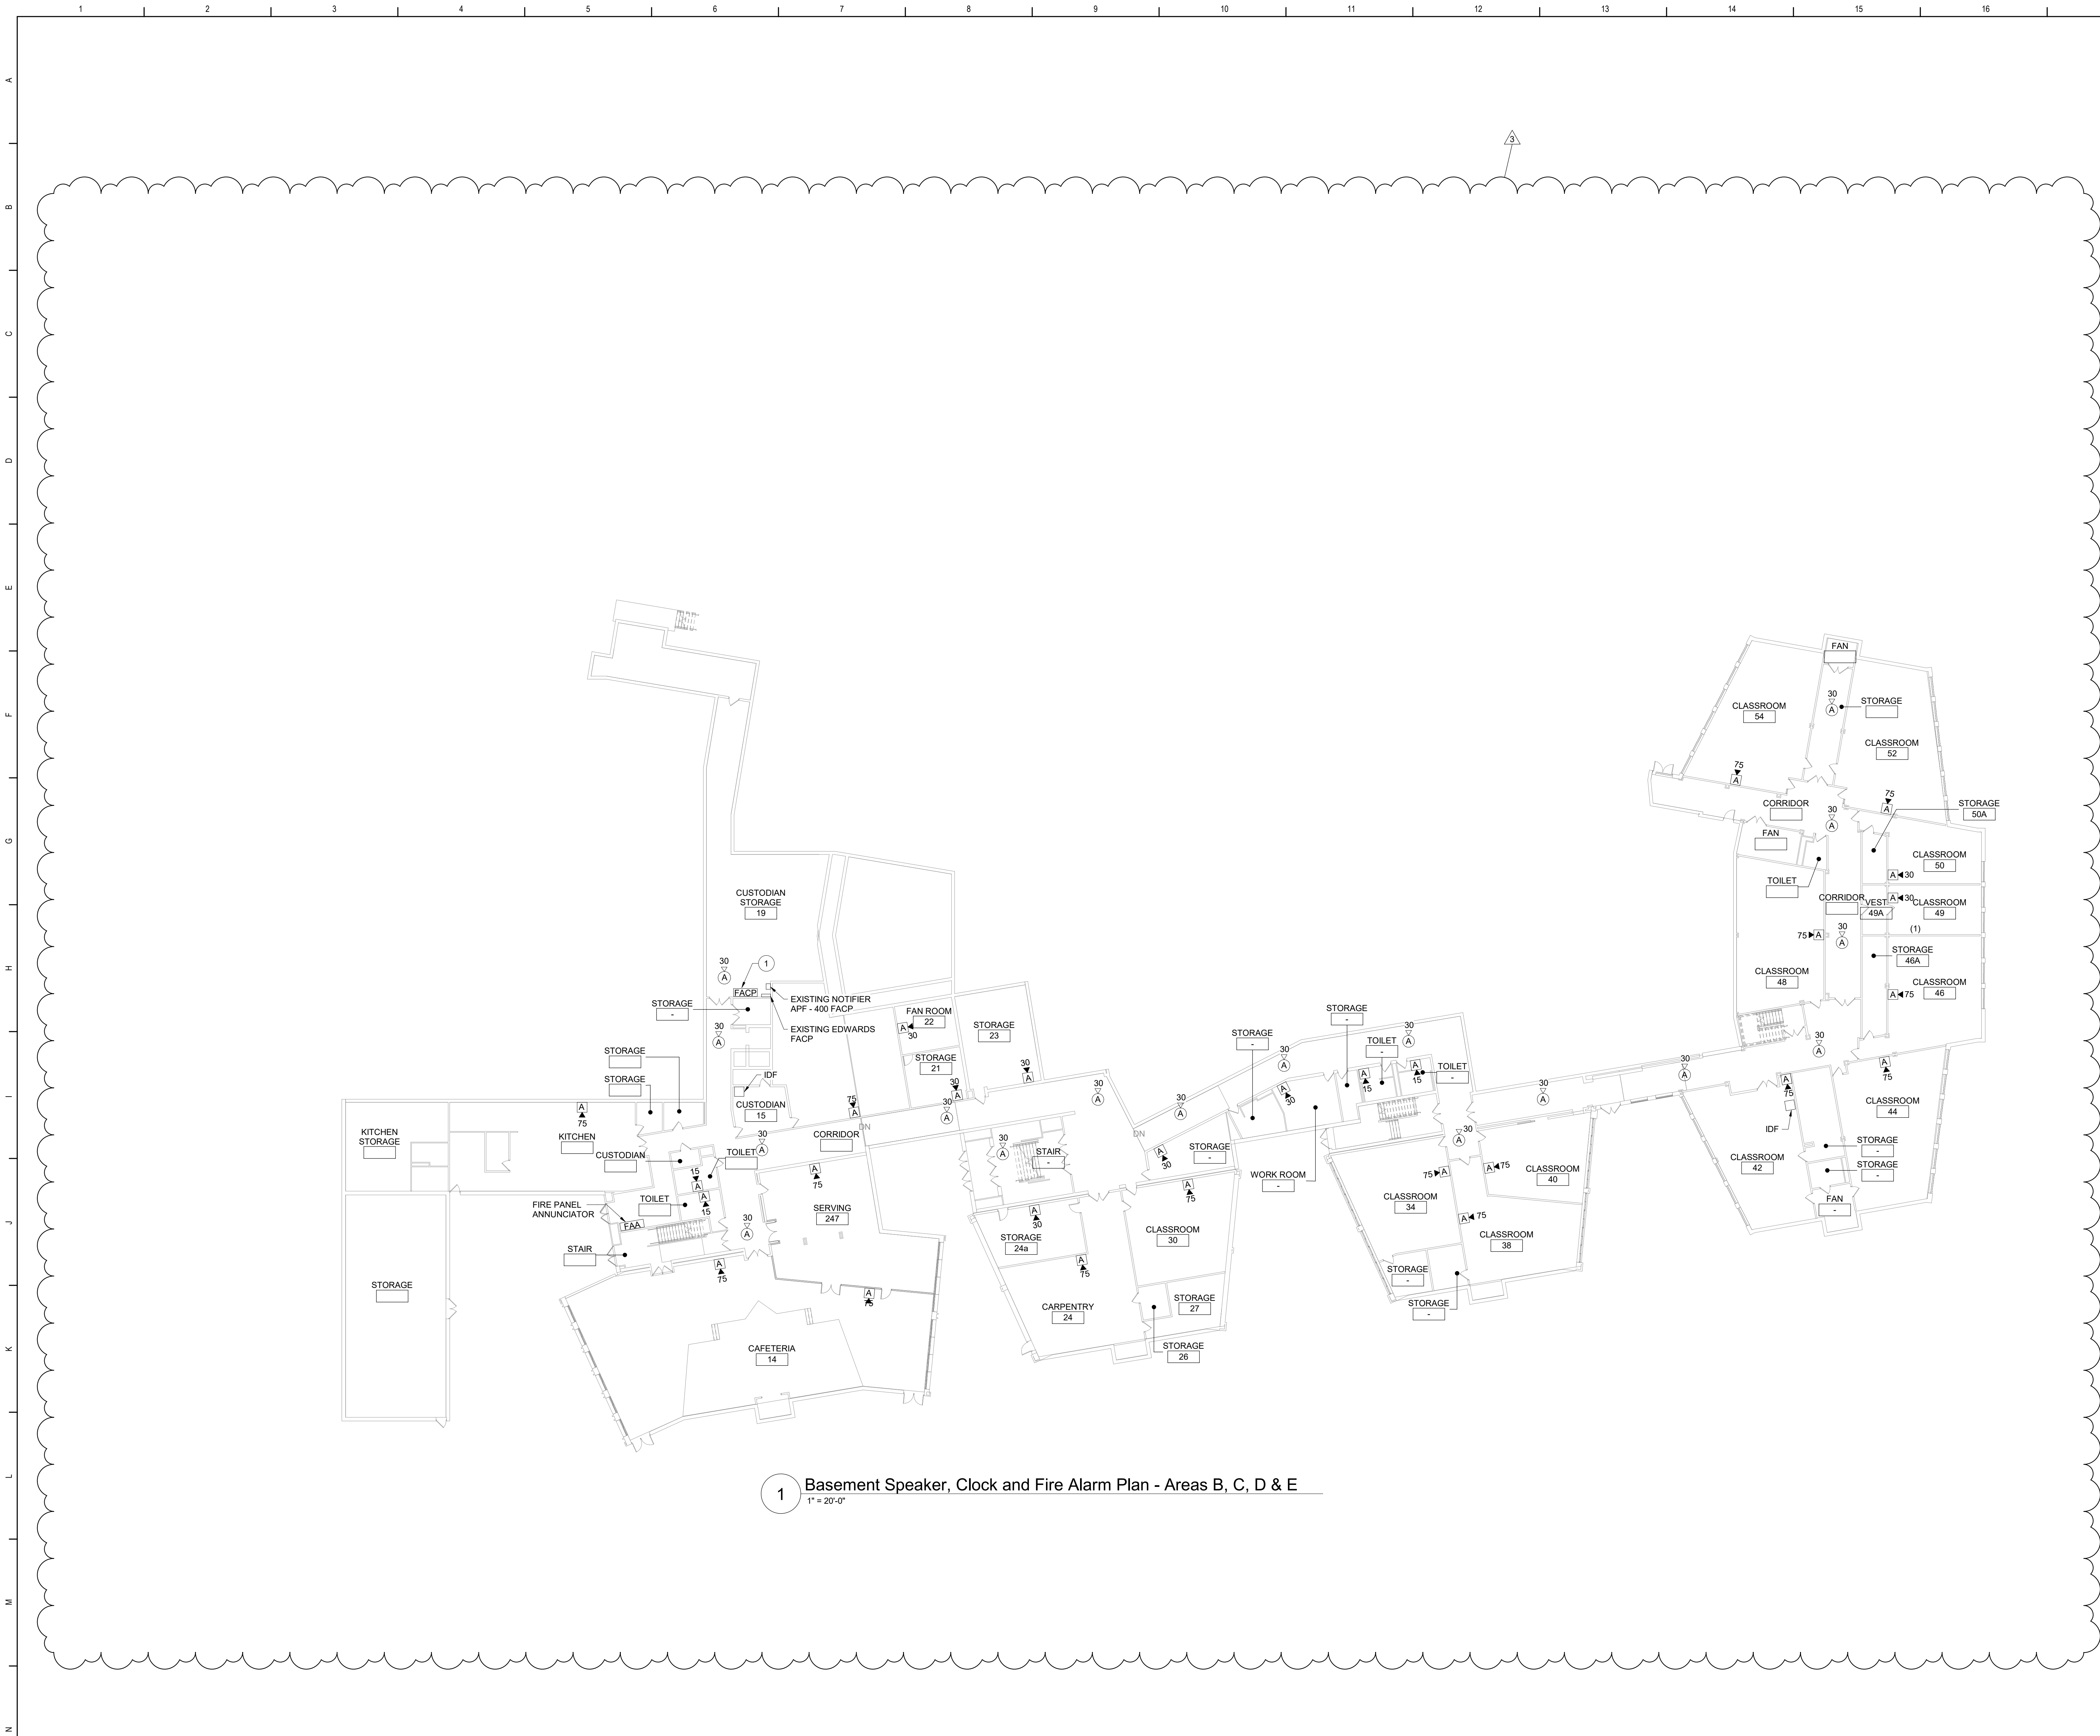 1 2 3 4 5 6 7 8 9 10 11 12 13 14 15 16
A
3
B
C
D
E
FAN
F
30
A
STORAGE
CLASSROOM
54
CLASSROOM
52
75
A
75
A
CORRIDOR
30
A
STORAGE
50A
G
FAN
CLASSROOM
50
A 30
TOILET
CUSTODIAN
STORAGE
19
CORRIDOR
VEST
49A
A 30
CLASSROOM
49
(1)
30
A
75 A
H
30
A
1
FACP
STORAGE
-
EXISTING NOTIFIER
APF - 400 FACP
EXISTING EDWARDS
FACP
STORAGE
46A
CLASSROOM
48
CLASSROOM
46
A 75
FAN ROOM
22
A
30
STORAGE
23
STORAGE
-
STORAGE
-
30
A
30
A
TOILET
-
30
A
30
A
STORAGE
STORAGE
STORAGE
21
30
A
30
A
A
15
A
15
TOILET
-
30
A
A
75
I
IDF
CUSTODIAN
15
75
A
30
A
30
A
30
A
A
30
30
A
A
75
IDF
CLASSROOM
44
A
75
KITCHEN
STORAGE
KITCHEN
30
A
CORRIDOR
DN
DN
30
A
STAIR
-
A
30
STORAGE
-
A 30
STORAGE
-
STORAGE
-
CUSTODIAN
TOILET
15
A
A
15
TOILET
A
75
WORK ROOM
-
75 A
A 75
CLASSROOM
40
CLASSROOM
42
FAN
-
J
FIRE PANEL
ANNUNCIATOR
FAA
SERVING
247
30
A
A
30
A
75
CLASSROOM
34
A 75
STAIR
STORAGE
24a
CLASSROOM
30
CLASSROOM
38
A
75
A
75
STORAGE
STORAGE
-
A
75
CARPENTRY
24
STORAGE
27
STORAGE
-
K
CAFETERIA
14
STORAGE
26
L
1
Basement Speaker, Clock and Fire Alarm Plan - Areas B, C, D & E
1" = 20'-0"
M
N